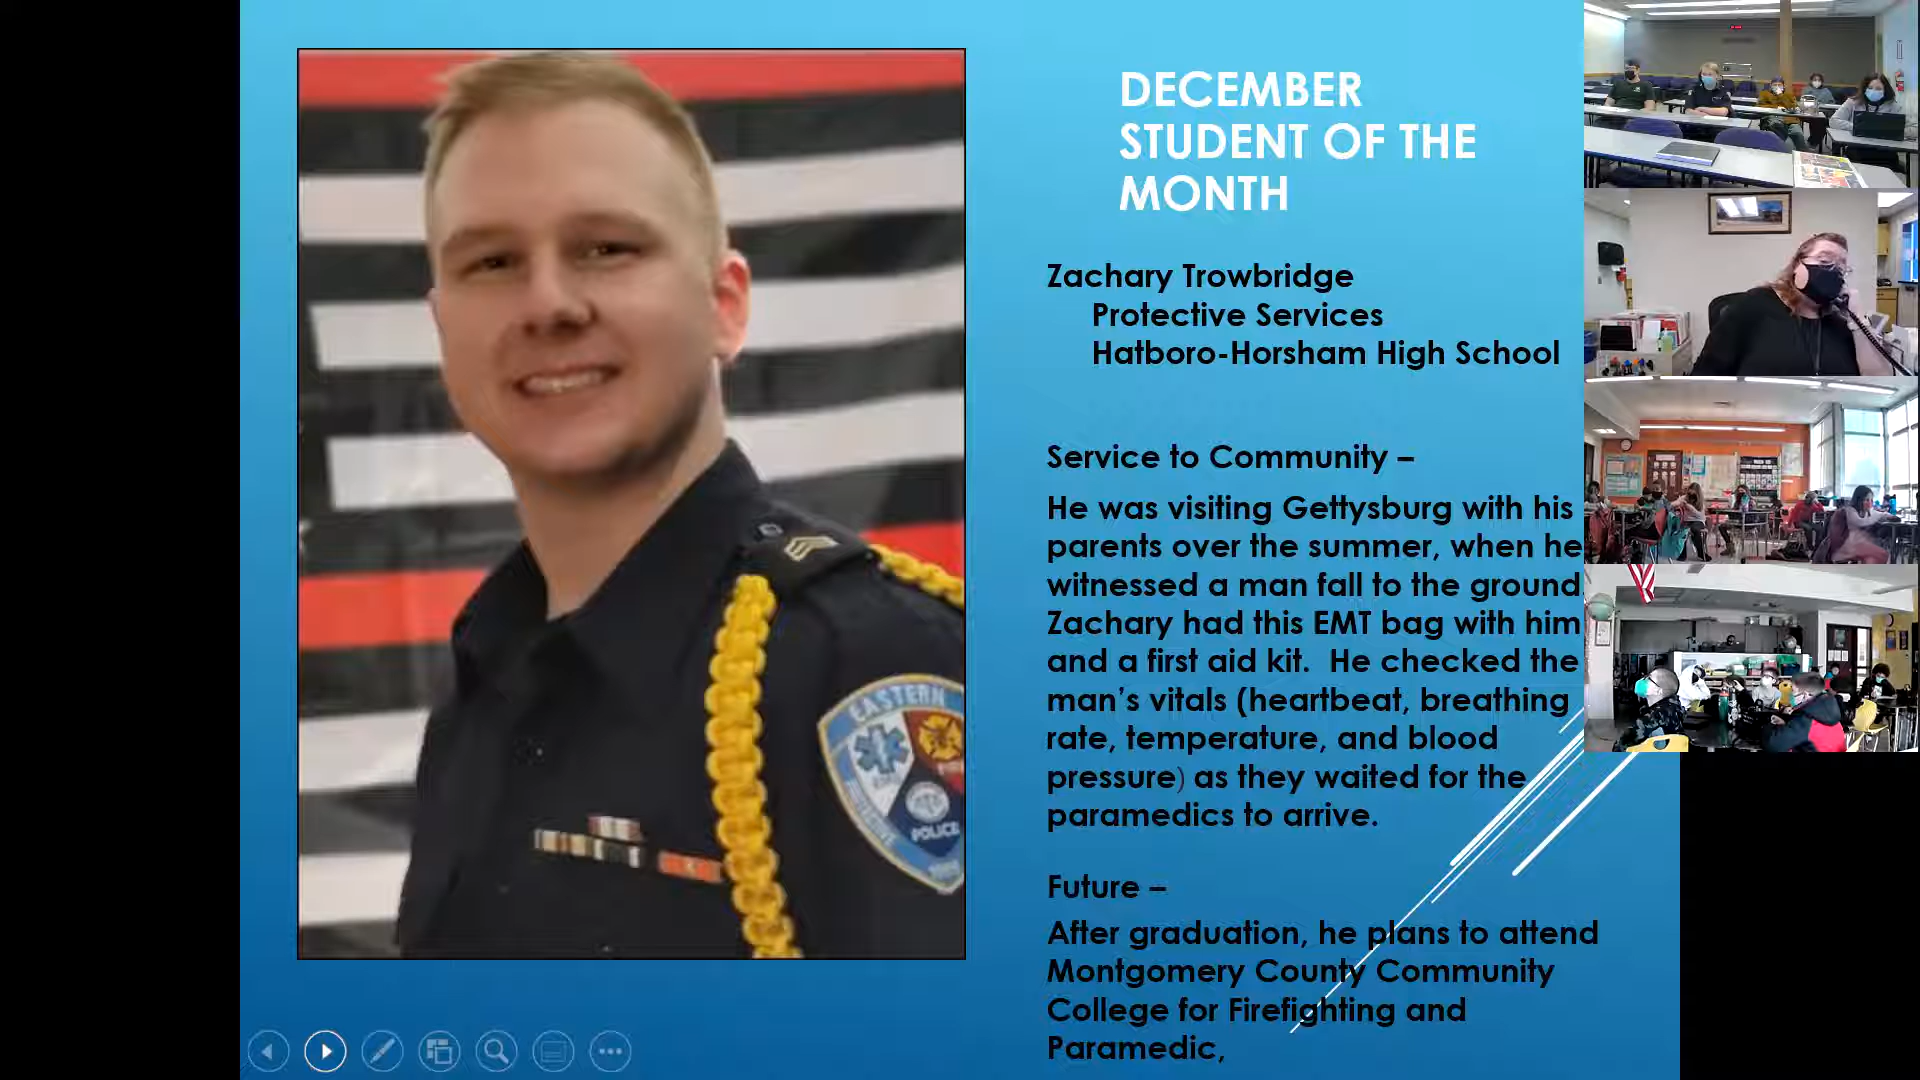 DECEMBER
STUDENT OF THE
MONTH
Zachary Trowbridge
Protective Services
Hatboro-Horsham High School
Service to Community –
He was visiting Gettysburg with his
parents over the summer, when he
witnessed a man fall to the ground
Zachary had this EMT bag with him
and a first aid kit.  He checked the
man’s vitals (heartbeat, breathing
rate, temperature, and blood
pressure) as they waited for the
paramedics to arrive.
Future –
After graduation, he plans to attend
Montgomery County Community
College for Firefighting and
Paramedic,
EASTERN
POLICE